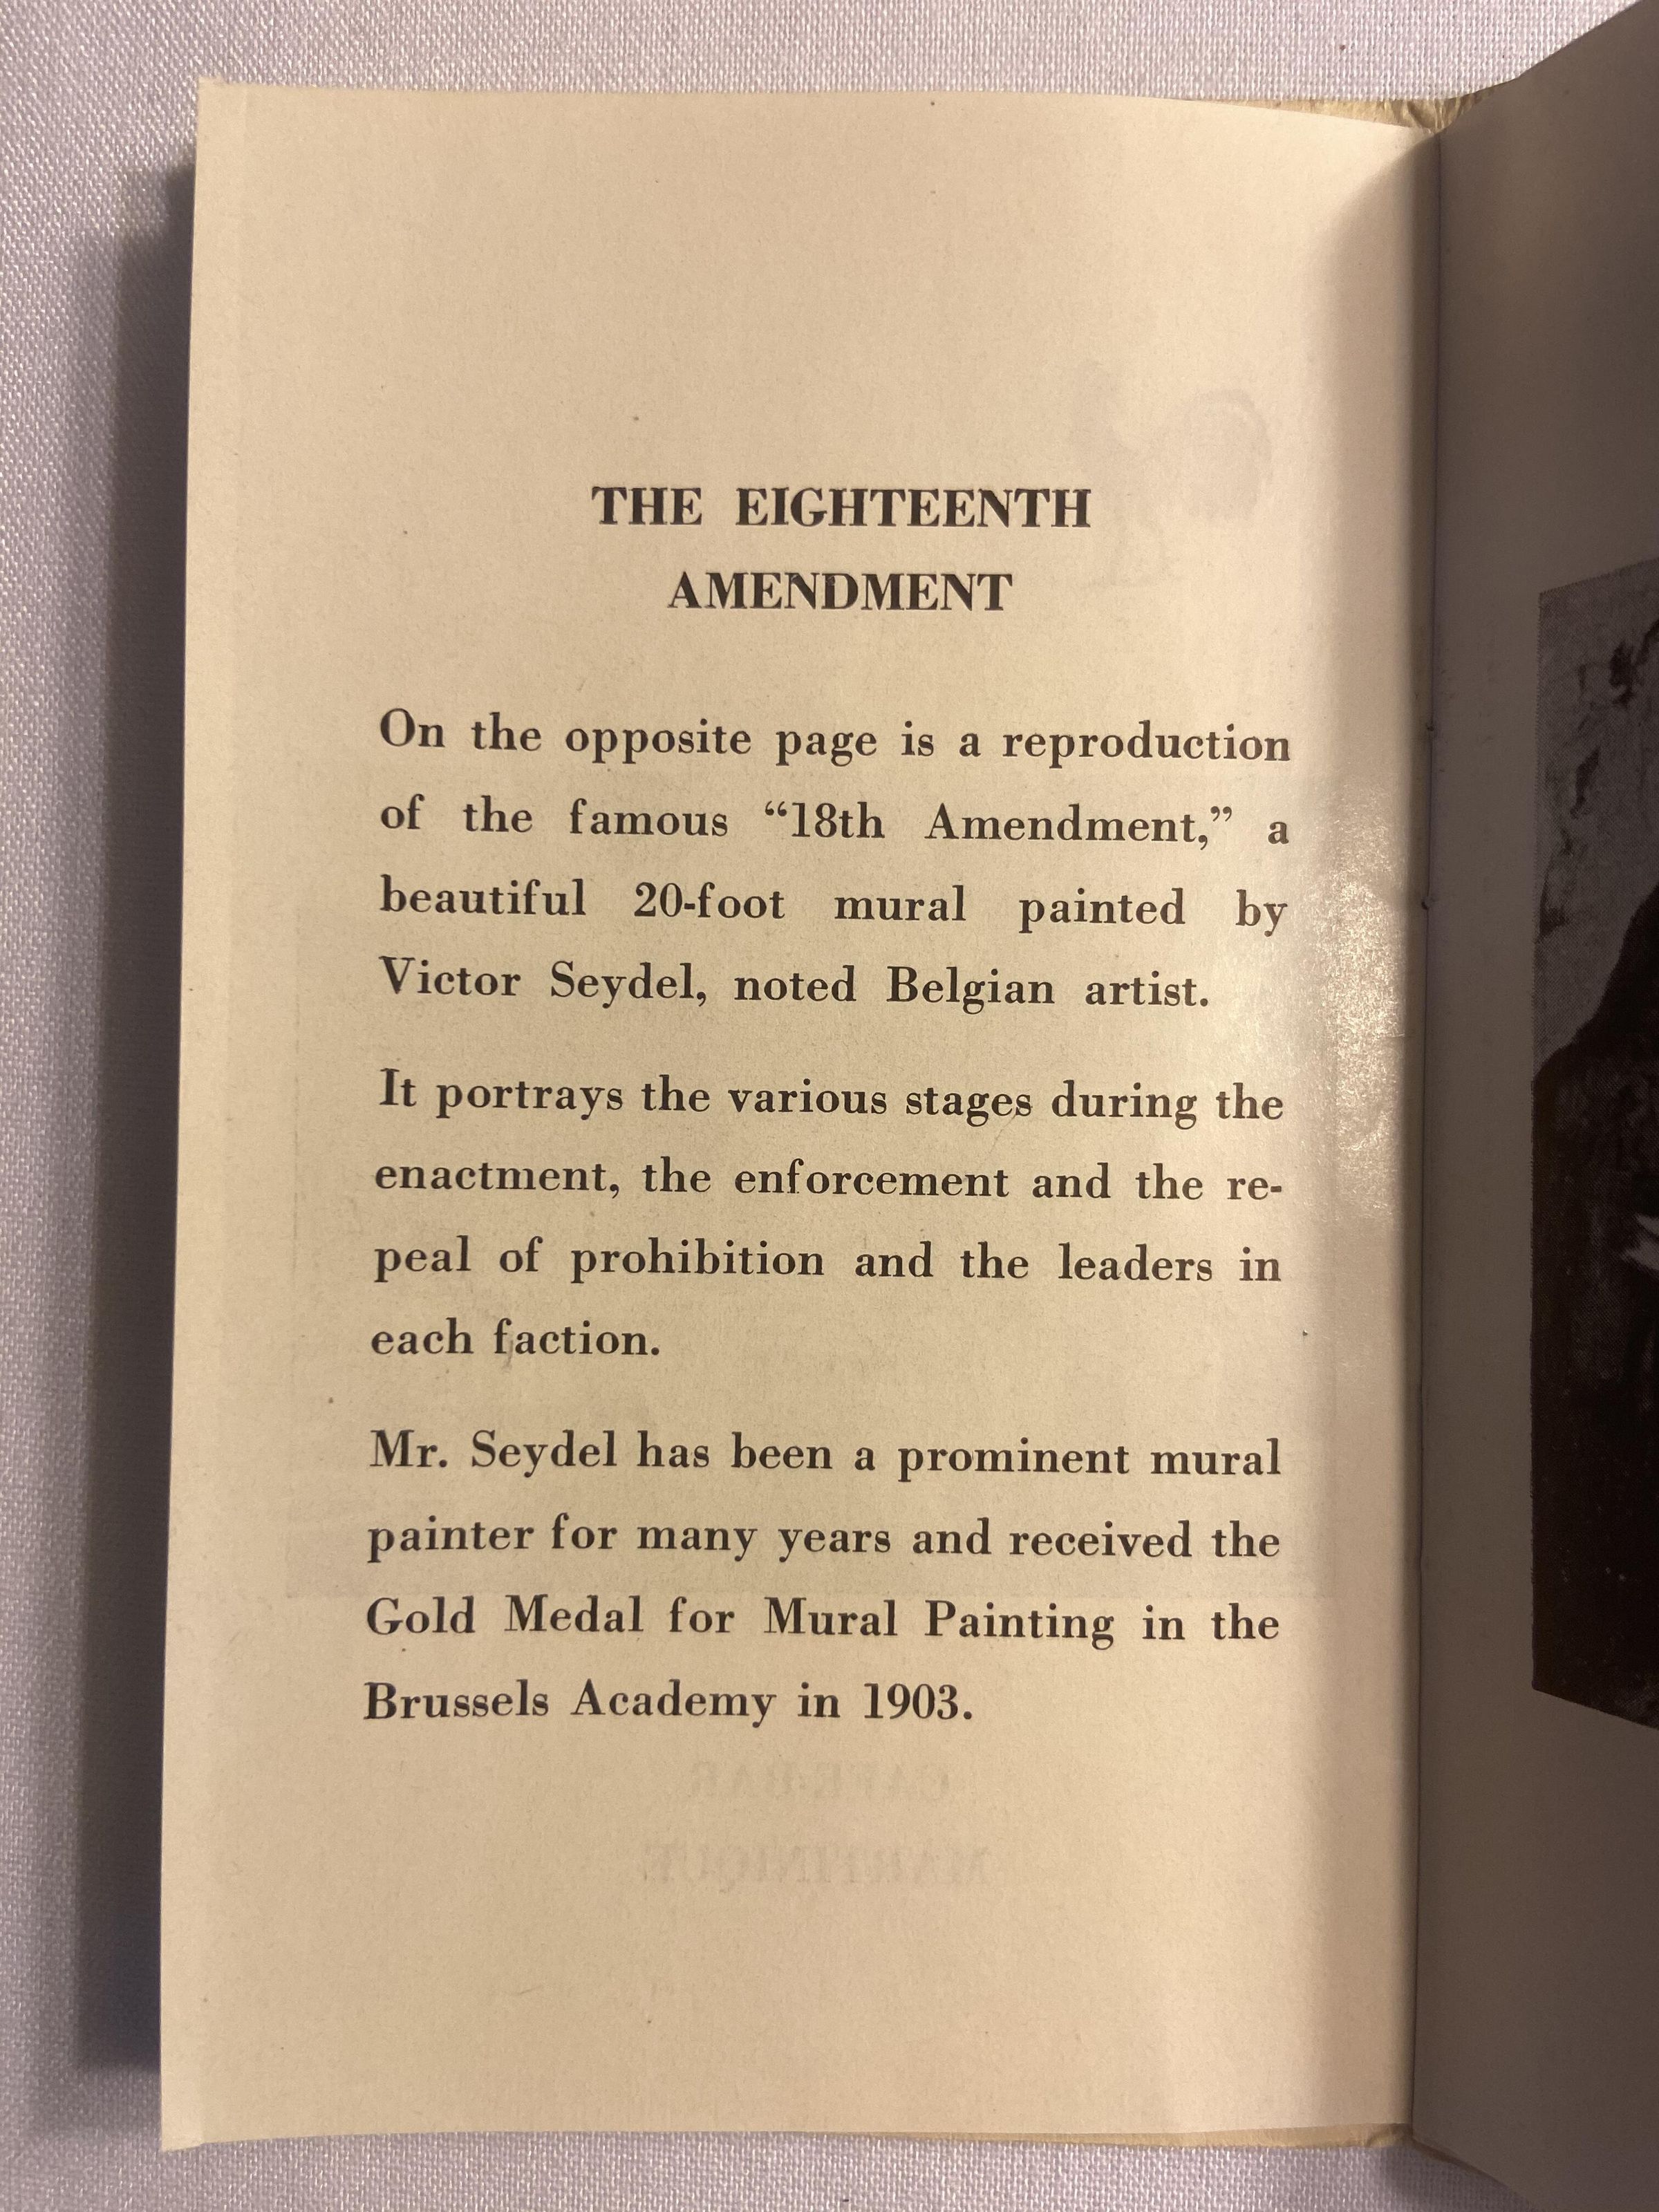 THE EIGHTEENTH
AMENDMENT
On the opposite page is a reproduction
of the famous “18th Amendment,” a
beautiful 20-foot mural painted by
Victor Seydel, noted Belgian artist.
It portrays the various stages during the
enactment, the enforcement and the re-
peal of prohibition and the leaders in
each faction.
Mr. Seydel has been a prominent mural
painter for many years and received the
Gold Medal for Mural Painting in the
Brussels Academy in 1903.
CAFE-BAR
MARTINIQUE